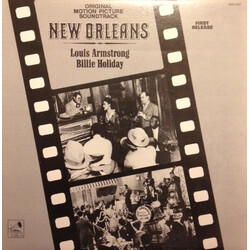 ORIGINAL
MOTION PICTURE
SOUNDTRACK
NEW ORLEANS
FIRST
RELEASE
Louis Armstrong
Billie Holiday